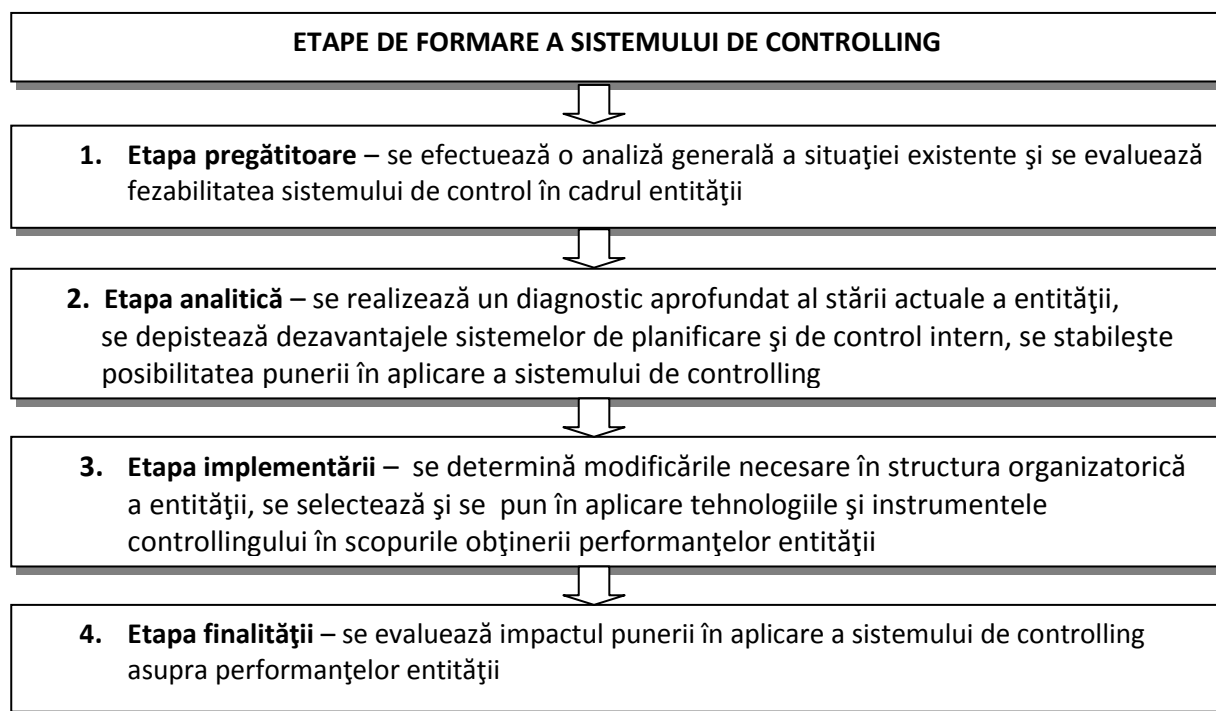 ETAPE DE FORMARE A SISTEMULUI DE CONTROLLING
1. Etapa pregătitoare – se efectuează o analiză generală a situaţiei existente şi se evaluează
fezabilitatea sistemului de control în cadrul entităţii
2. Etapa analitică – se realizează un diagnostic aprofundat al stării actuale a entităţii,
se depistează dezavantajele sistemelor de planificare şi de control intern, se stabileşte
posibilitatea punerii în aplicare a sistemului de controlling
3. Etapa implementării – se determină modificările necesare în structura organizatorică
a entităţii, se selectează şi se pun în aplicare tehnologiile şi instrumentele
controllingului în scopurile obţinerii performanţelor entităţii
4. Etapa finalităţii – se evaluează impactul punerii în aplicare a sistemului de controlling
asupra performanţelor entităţii